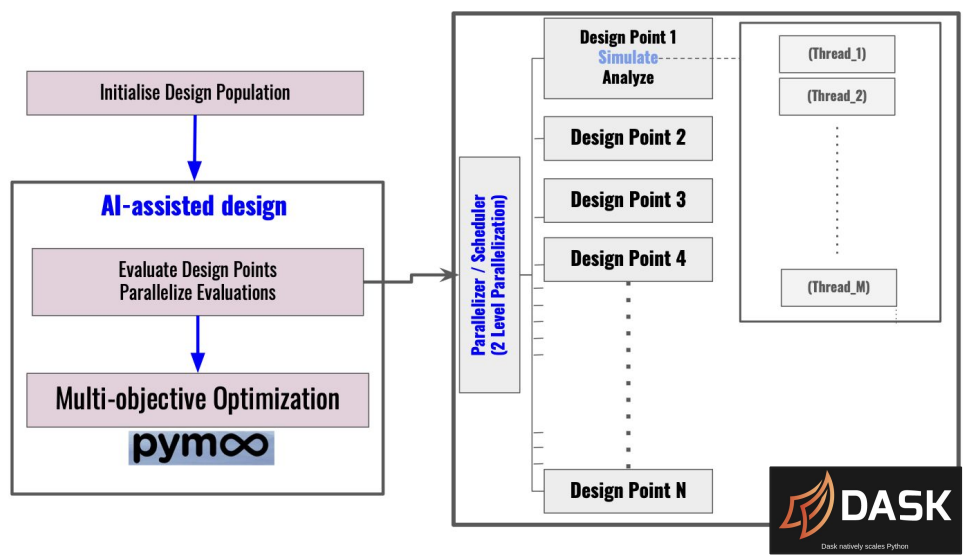 Initialise Design Population
AI-assisted design
Evaluate Design Points
Parallelize Evaluations
Multi-objective Optimization
pymoo
Parallelizer / Scheduler
(2 Level Parallelization)
Design Point 1
Simulate
Analyze
Design Point 2
Design Point 3
Design Point 4
Design Point N
(Thread_1)
(Thread_2)
(Thread_M)
DASK
Dask natively scales Python